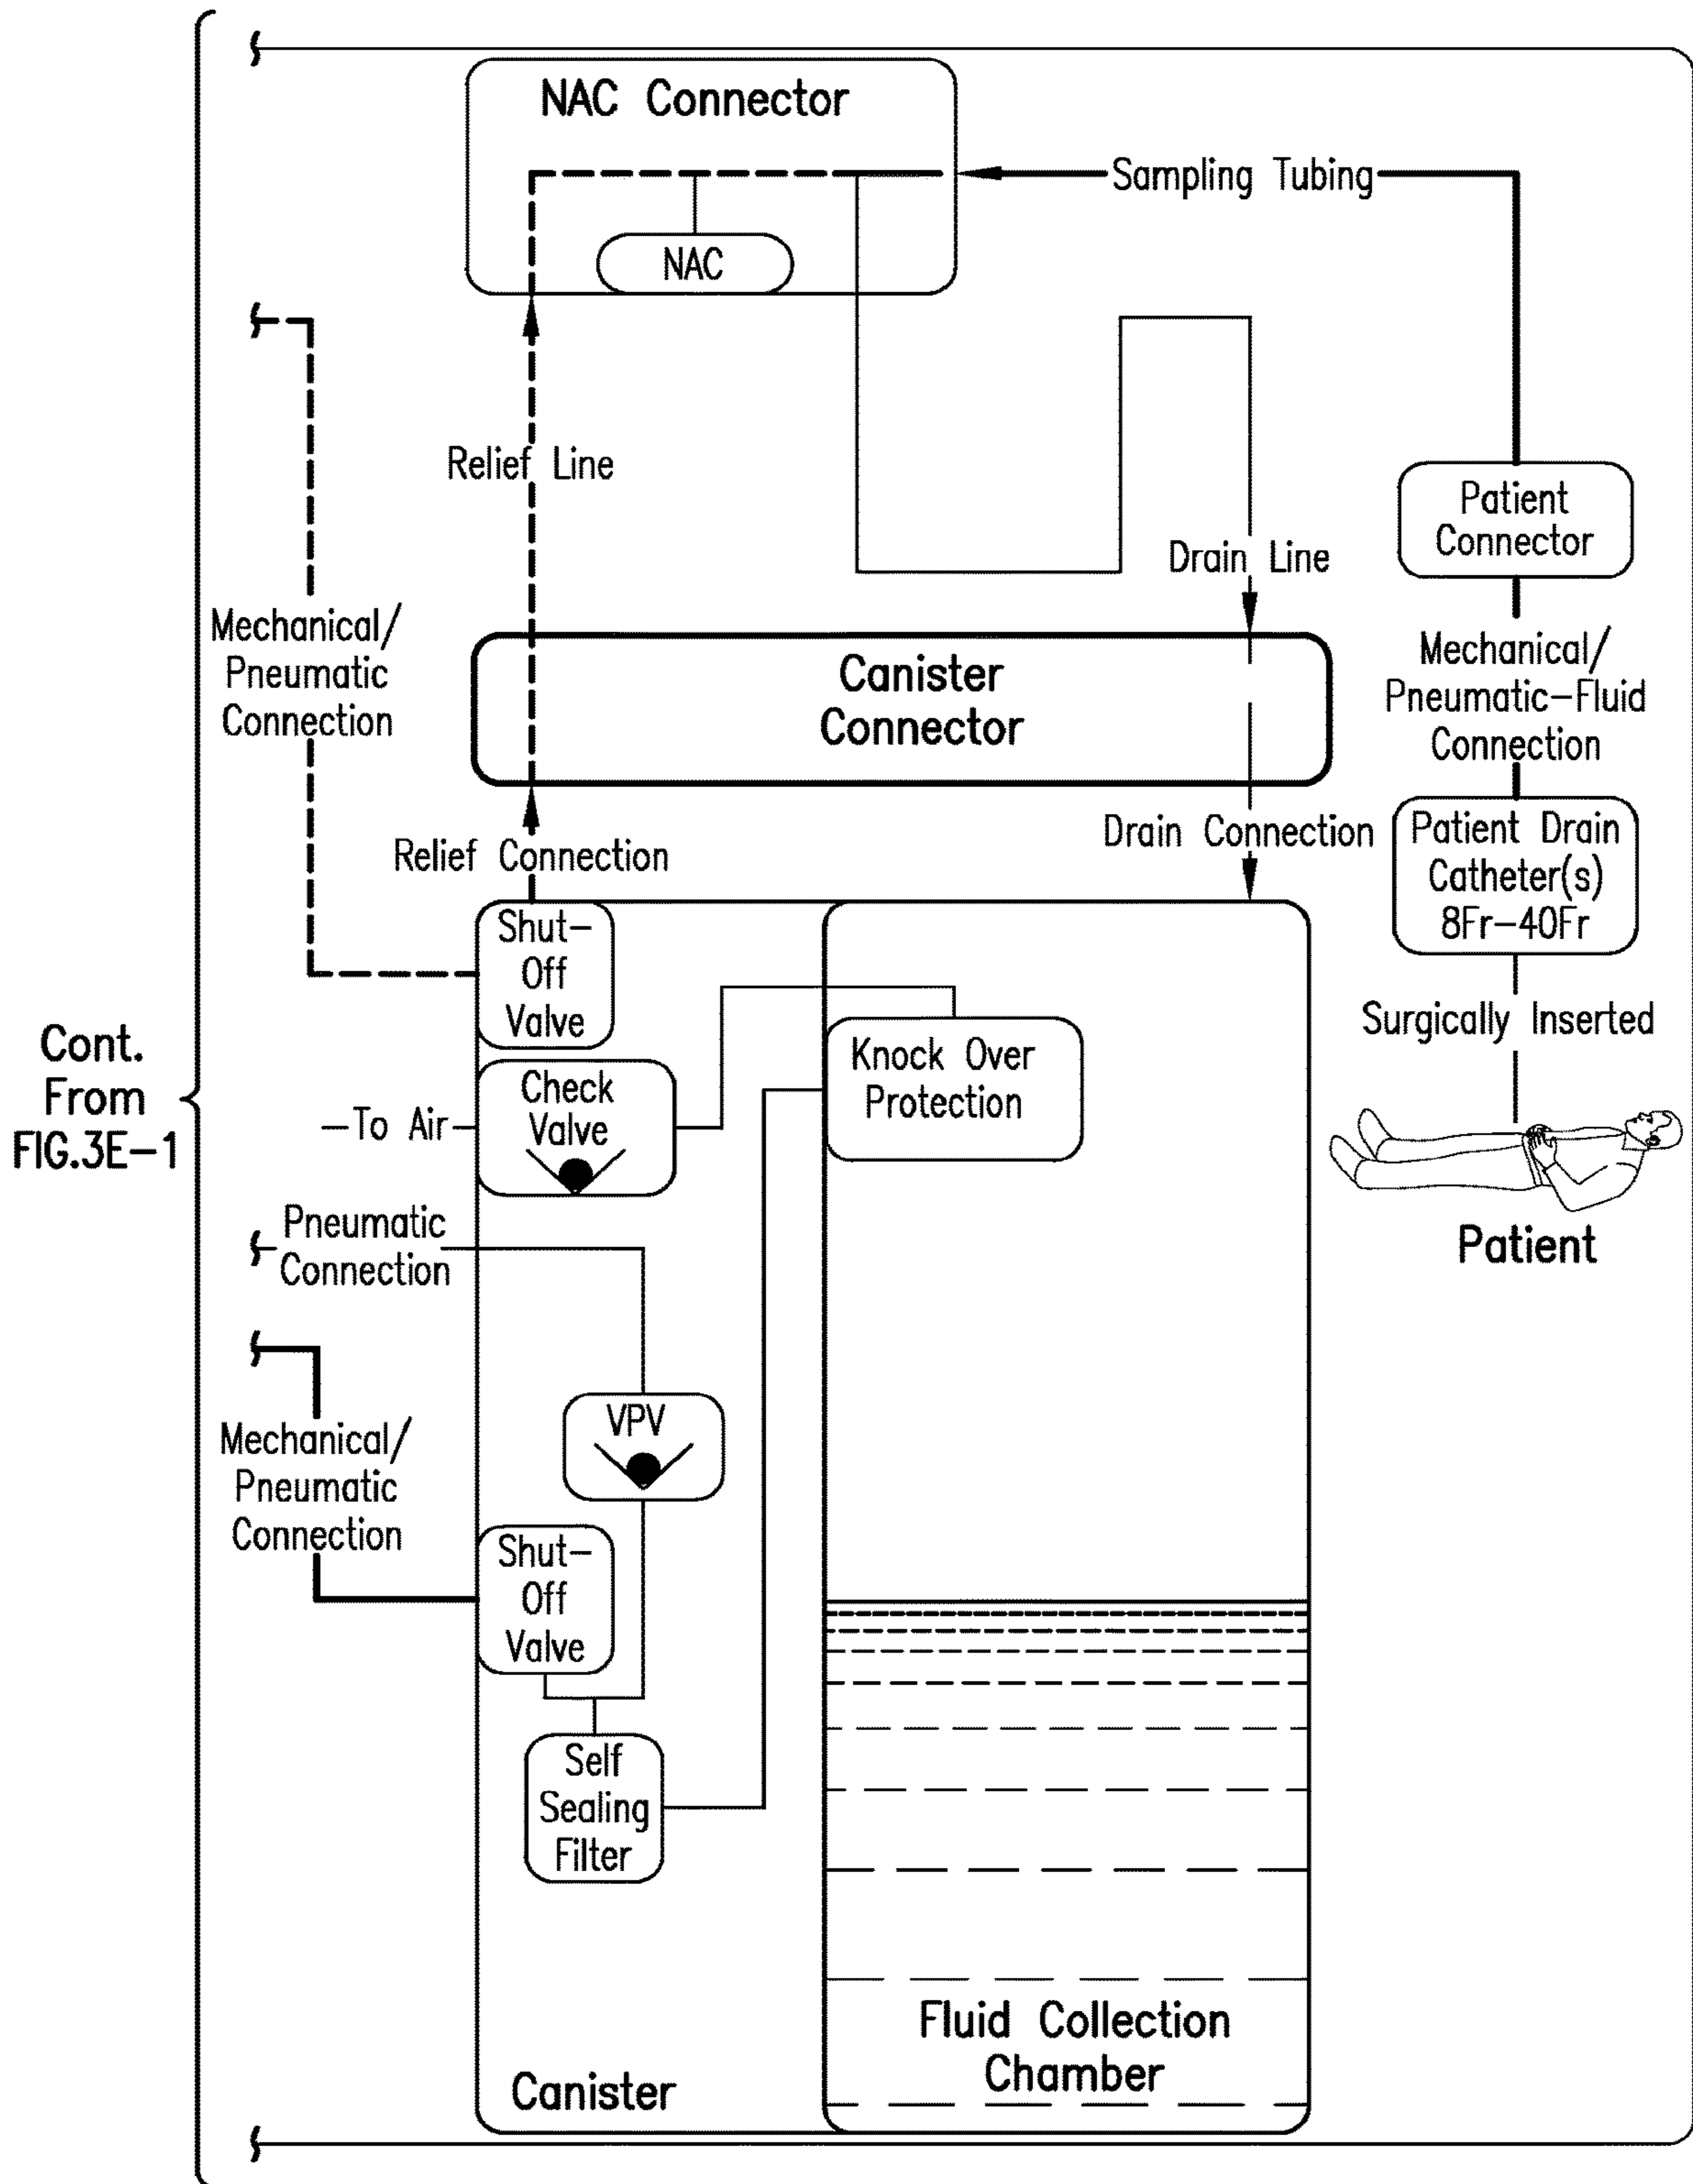 NAC Connector
Sampling Tubing
NAC
Relief Line
Patient
Connector
Drain Line
Mechanical/
Pneumatic
Connection
Mechanical/
Pneumatic-Fluid
Connection
Canister
Connector
Relief Connection
Drain Connection
Patient Drain
Catheter(s)
8Fr-40Fr
Shut-
Off
Valve
Surgically Inserted
Cont.
From
FIG.3E-1
Knock Over
Protection
Check
Valve
To Air
Pneumatic
Connection
Patient
VPV
Mechanical/
Pneumatic
Connection
Shut-
Off
Valve
Self
Sealing
Filter
Fluid Collection
Chamber
Canister